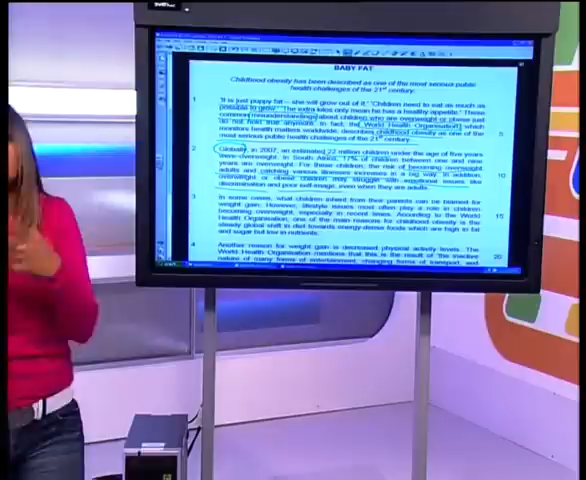 BABY FAT
Childhood obesity has been described as one of the most serious public
health challenges of the 21st century:
1
"It is just puppy fat – she will grow out of it." "Children need to eat as much as
possible to grow." "The extra kilos only mean he has a healthy appetite." These
common misunderstandings about children who are overweight or obese just
do not hold true anymore. In fact, the World Health Organisation, which
monitors health matters worldwide, describes childhood obesity as one of the
5
most serious public health challenges of the 21st century.
2
Globally, in 2007, an estimated 22 million children under the age of five years
were overweight. In South Africa, 17% of children between one and nine
years are overweight. For these children, the risk of becoming overweight
adults and catching various illnesses increases in a big way. In addition,
10
overweight or obese children may struggle with emotional issues like
discrimination and poor self-image, even when they are adults.
3
In some cases, what children inherit from their parents can be blamed for
weight gain. However, lifestyle issues most often play a role in children
becoming overweight, especially in recent times. According to the World
15
Health Organisation, one of the main reasons for childhood obesity is the
steady global shift in diet towards energy-dense foods which are high in fat
and sugar but low in nutrients.
4
Another reason for weight gain is decreased physical activity levels. The
World Health Organisation mentions that this is the result of "the inactive
20
nature of many forms of entertainment, changing forms of transport, and